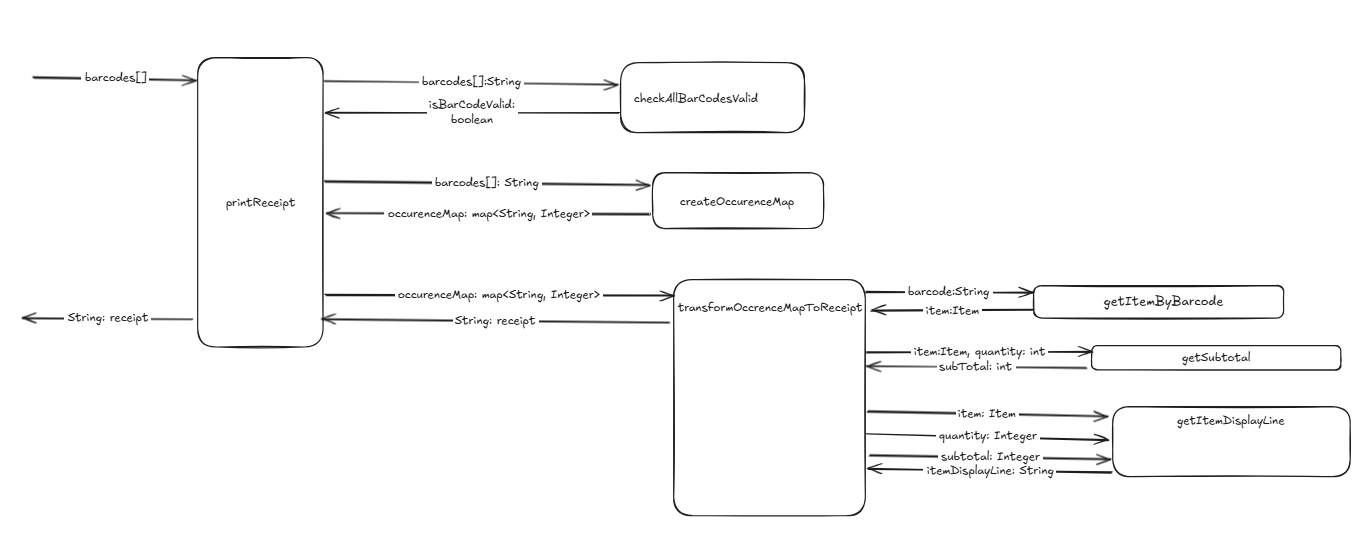 barcodes[]
barcodes[]:String
checkAllBarCodesValid
isBarCodeValid:
boolean
barcodes[]: String
printReceipt
createOccurenceMap
occurenceMap: map<String, Integer>
occurenceMap: map<String, Integer>
transformOccrenceMapToReceipt
barcode:String
getItemByBarcode
item:Item
String: receipt
String: receipt
item:Item, quantity: int
getSubtotal
subTotal: int
item: Item
getItemDisplayLine
quantity: Integer
subtotal: Integer
itemDisplayLine: String